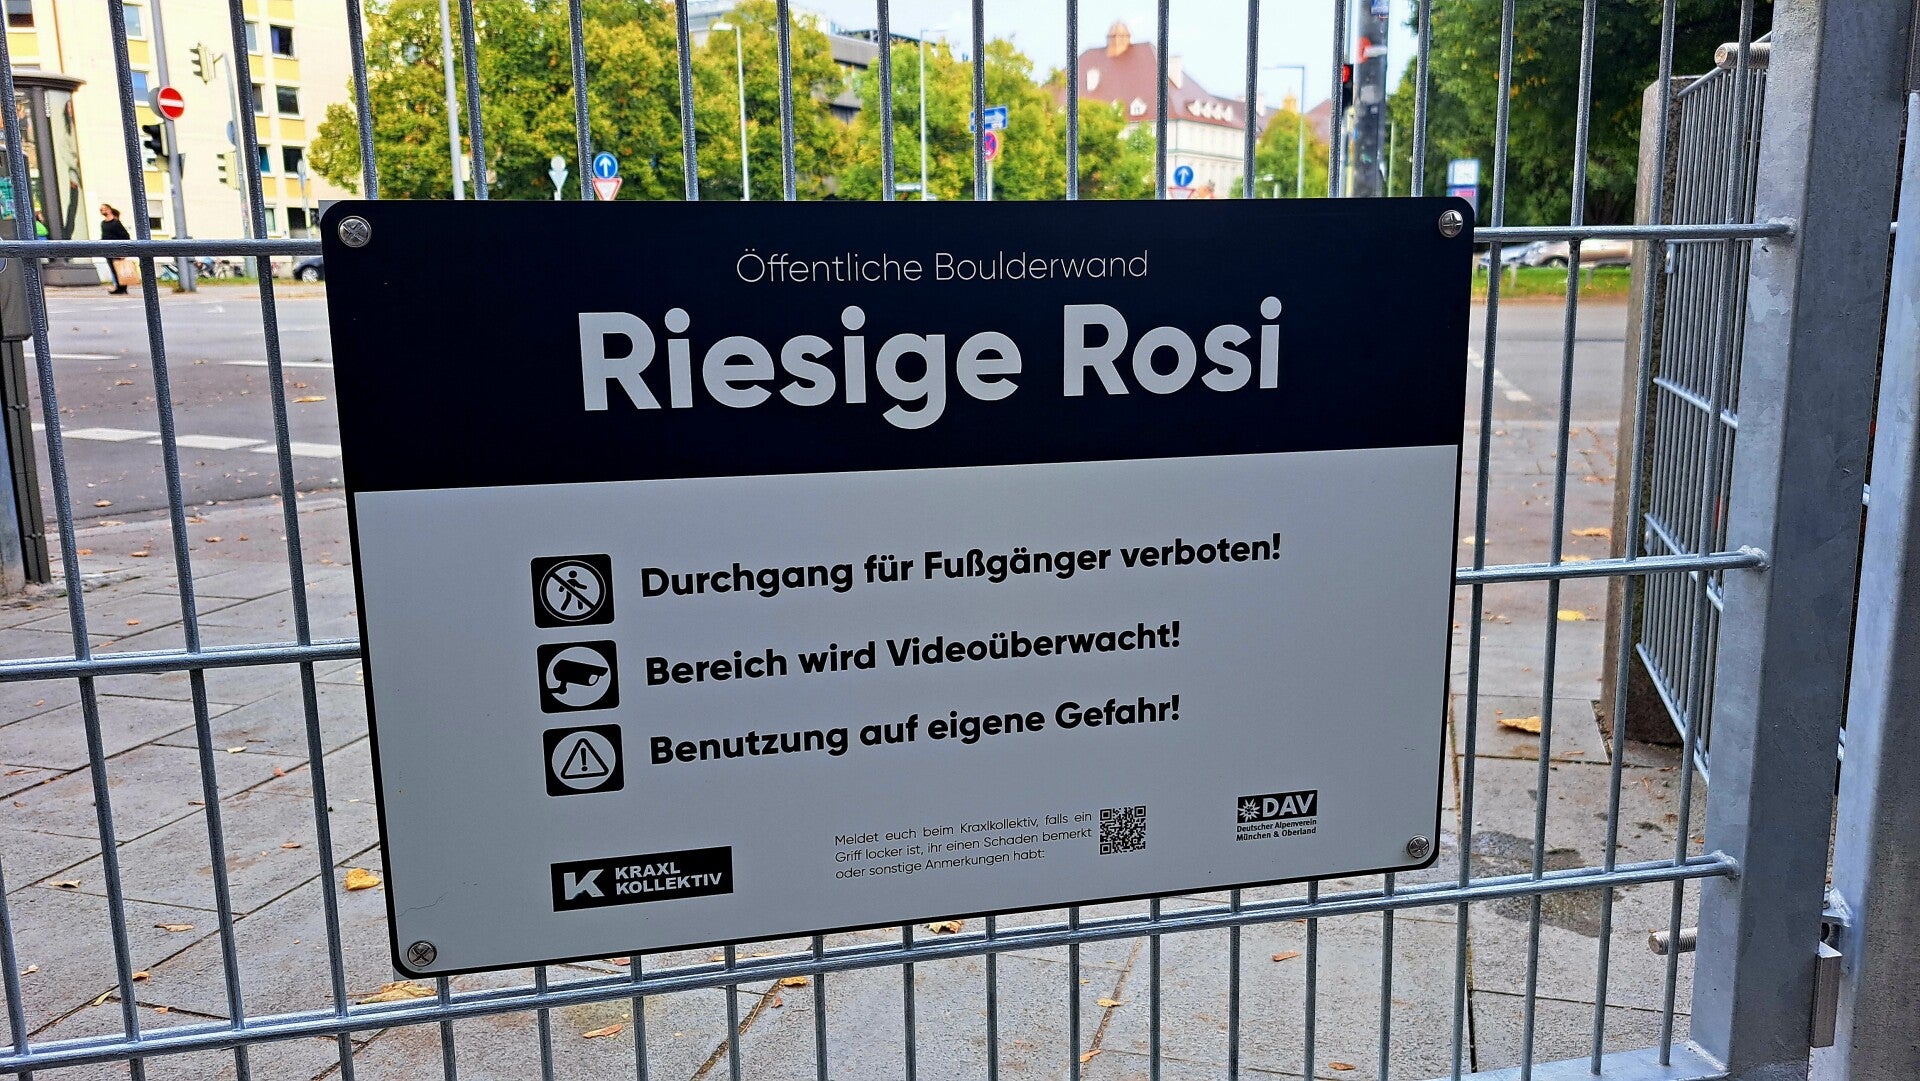 Öffentliche Boulderwand
Riesige Rosi
Durchgang für Fußgänger verboten!
Bereich wird Videoüberwacht!
Benutzung auf eigene Gefahr!
Meldet euch beim Kraxlkollektiv, falls ein
Griff locker ist, ihr einen Schaden bemerkt
oder sonstige Anmerkungen habt:
K KRAXL
KOLLEKTIV
DAV
Deutscher Alpenverein
München & Oberland